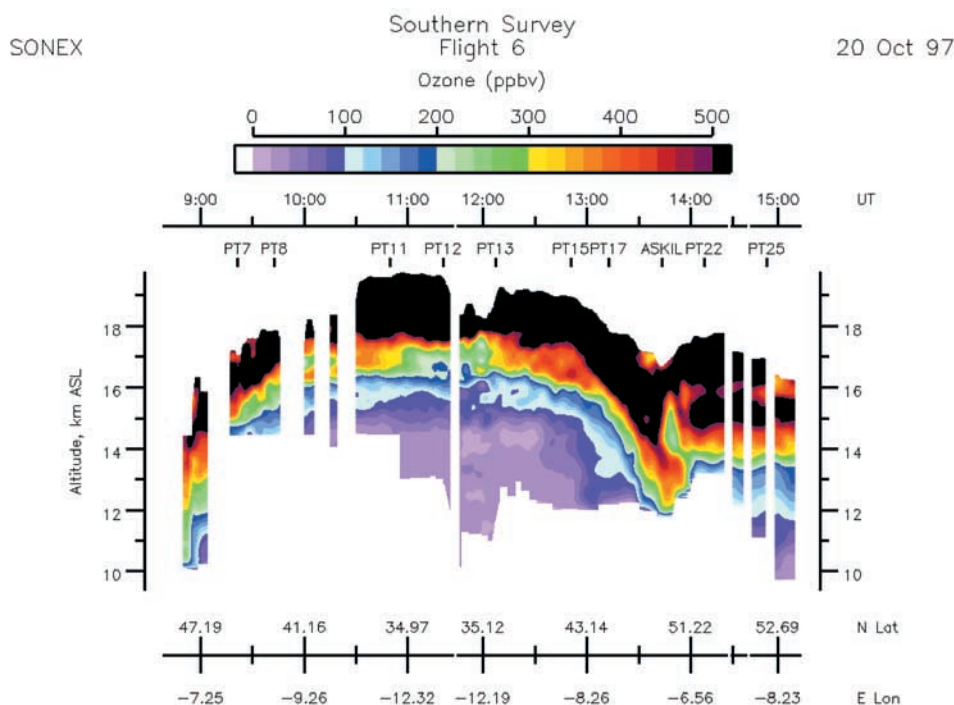 Southern Survey
SONEX Flight 6 20 Oct 97
Ozone (ppbv)
0 100 200 300 400 500
9:00 10:00 11:00 12:00 13:00 14:00 15:00 UT
PT7 PT8 PT11 PT12 PT13 PT15 PT17 ASKIL PT22 PT25
18 18
16 16
14 14
12 12
10 10
Altitude, km ASL
47.19 41.16 34.97 35.12 43.14 51.22 52.69 N Lat
−7.25 −9.26 −12.32 −12.19 −8.26 −6.56 −8.23 E Lon